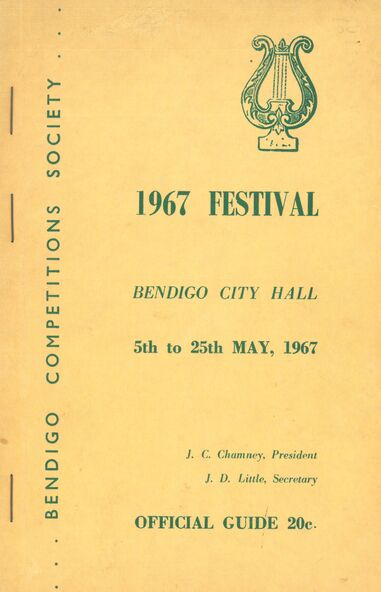 . . . BENDIGO COMPETITIONS SOCIETY . . .
1967 FESTIVAL
BENDIGO CITY HALL
5th to 25th MAY, 1967
J. C. Chamney, President
J. D. Little, Secretary
OFFICIAL GUIDE 20c.